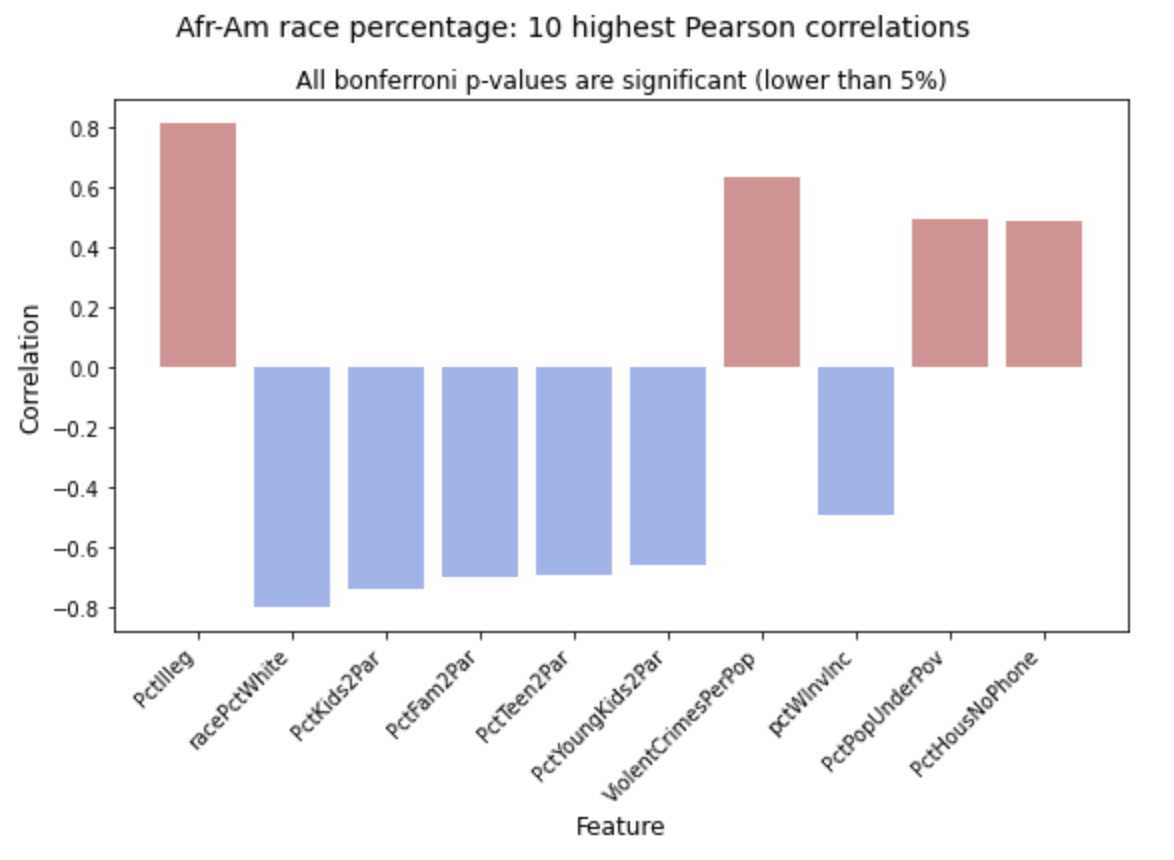 Afr-Am race percentage: 10 highest Pearson correlations
All bonferroni p-values are significant (lower than 5%)
Correlation
0.8
0.6
0.4
0.2
0.0
−0.2
−0.4
−0.6
−0.8
PctIlleg
racePctWhite
PctKids2Par
PctFam2Par
PctTeen2Par
PctYoungKids2Par
ViolentCrimesPerPop
pctWInvInc
PctPopUnderPov
PctHousNoPhone
Feature